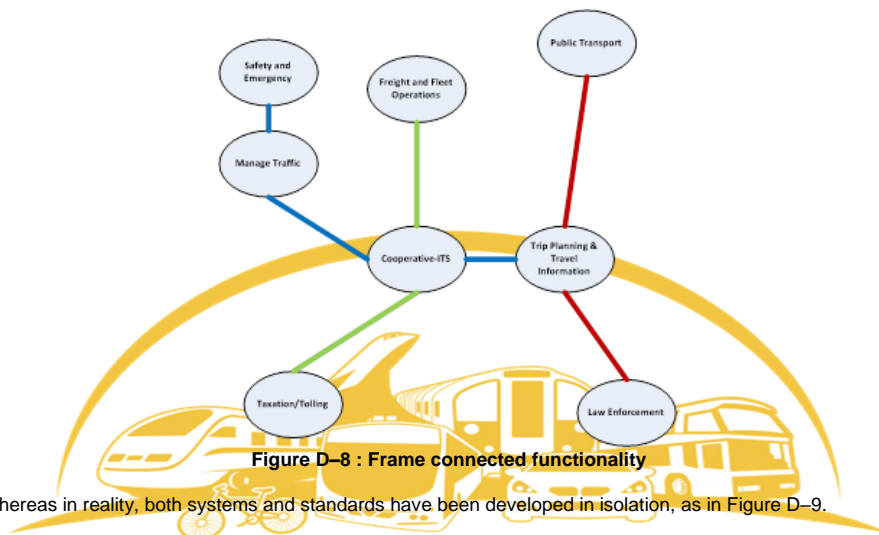 Public Transport
Safety and
Emergency
Freight and Fleet
Operations
Manage Traffic
Cooperative-ITS
Trip Planning &
Travel
Information
Taxation/Tolling
Law Enforcement
Figure D–8 : Frame connected functionality
hereas in reality, both systems and standards have been developed in isolation, as in Figure D–9.